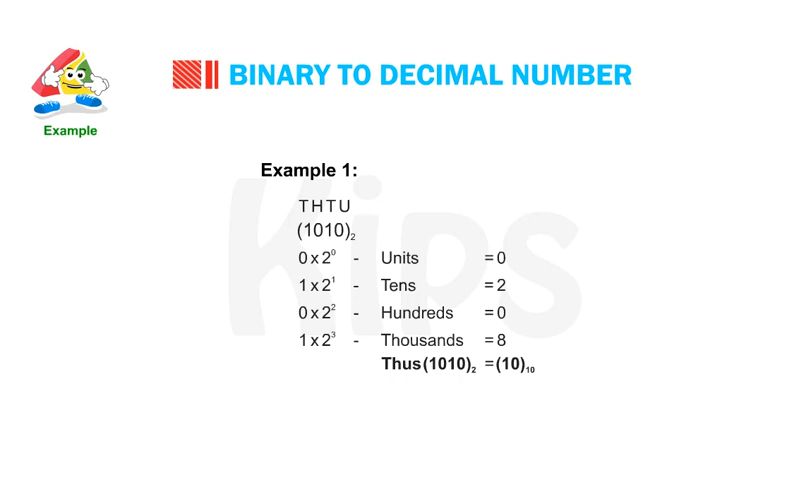 BINARY TO DECIMAL NUMBER
Example
Example 1:
T H T U
(1010)₂
0 x 2⁰ - Units = 0
1 x 2¹ - Tens = 2
0 x 2² - Hundreds = 0
1 x 2³ - Thousands = 8
Thus (1010)₂ = (10)₁₀
Kips